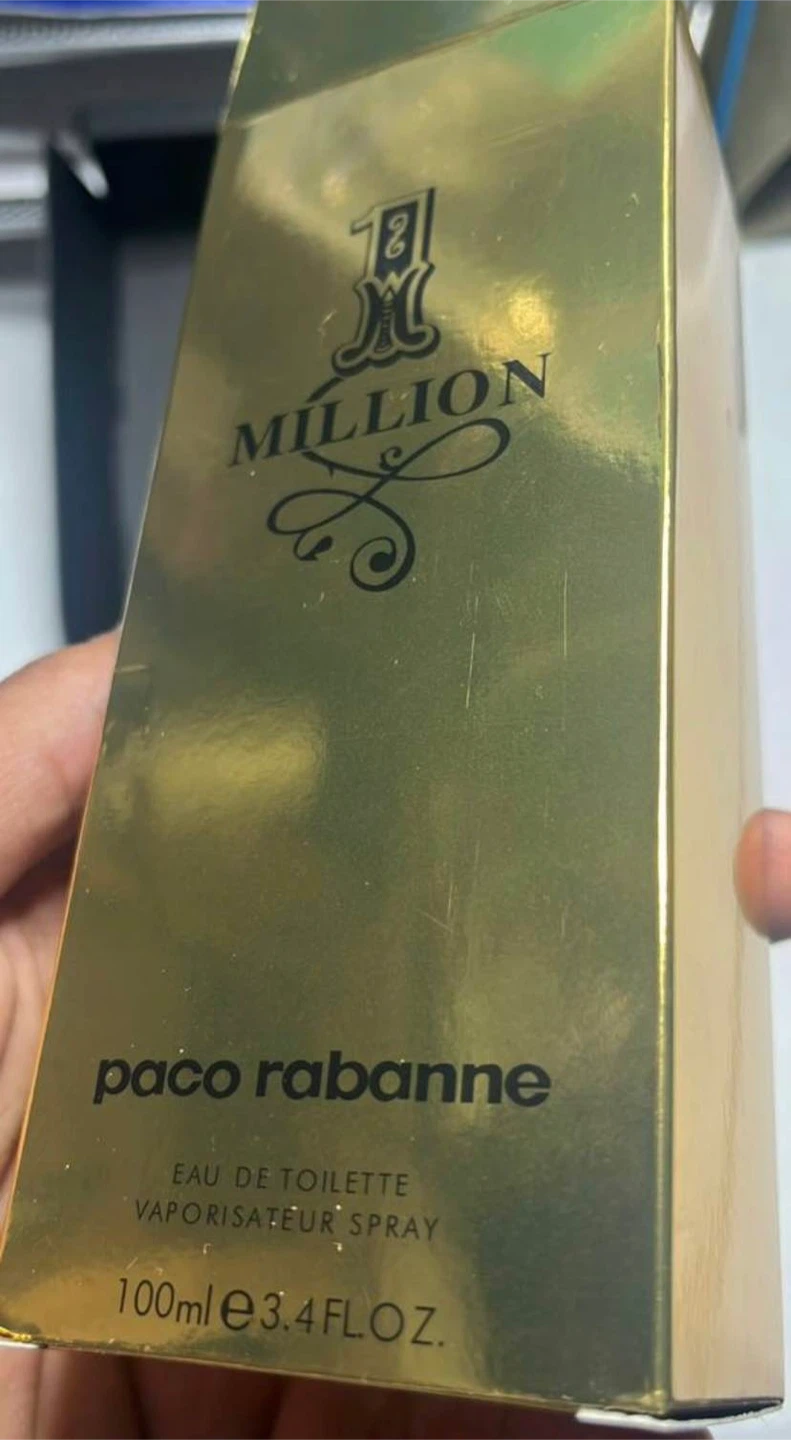 1
MILLION
paco rabanne
EAU DE TOILETTE
VAPORISATEUR SPRAY
100ml e 3.4 FL.OZ.